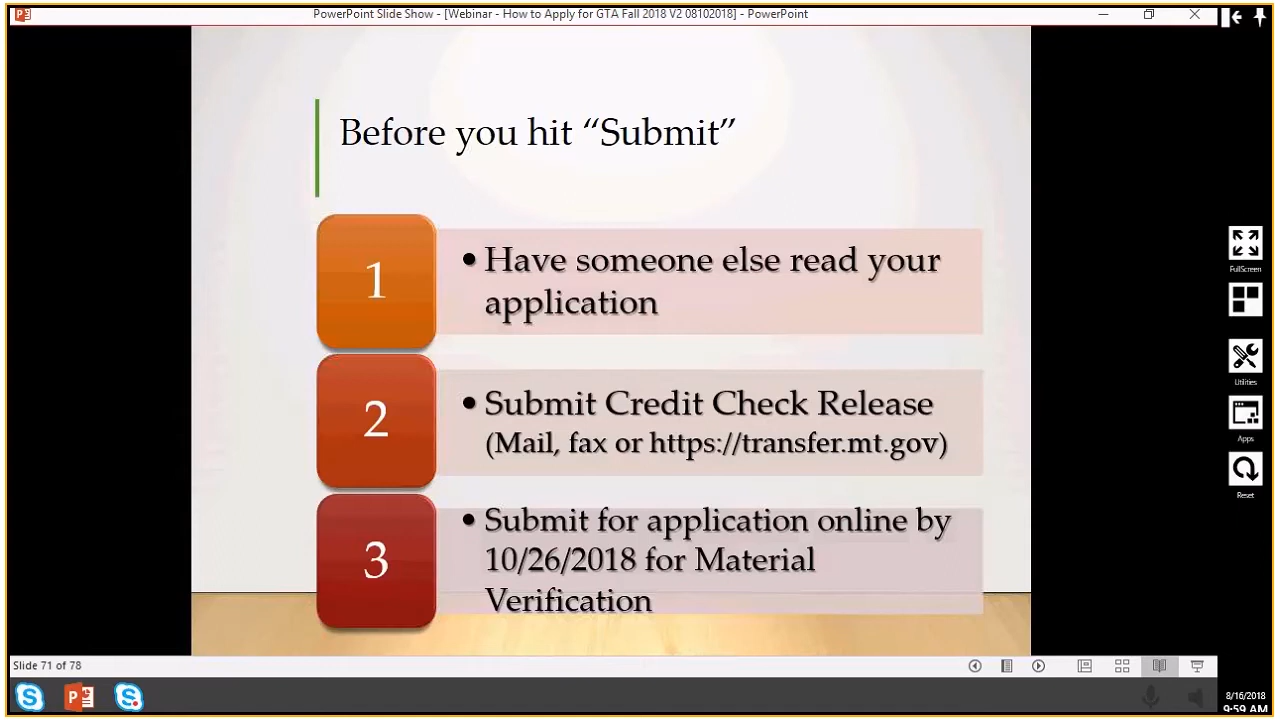 PowerPoint Slide Show - [Webinar - How to Apply for GTA Fall 2018 V2 08102018] - PowerPoint
Before you hit “Submit”
1
• Have someone else read your
application
2
• Submit Credit Check Release
(Mail, fax or https://transfer.mt.gov)
3
• Submit for application online by
10/26/2018 for Material
Verification
FullScreen
Utilities
Apps
Reset
Slide 71 of 78
8/16/2018
9:59 AM